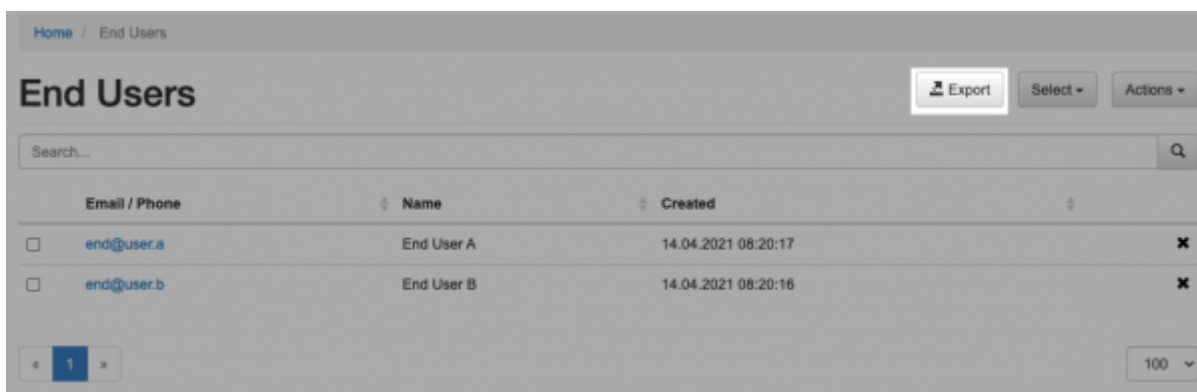 Home / End Users
End Users
Export Select Actions
Search...
Email / Phone Name Created
end@user.a End User A 14.04.2021 08:20:17
end@user.b End User B 14.04.2021 08:20:16
« 1 » 100